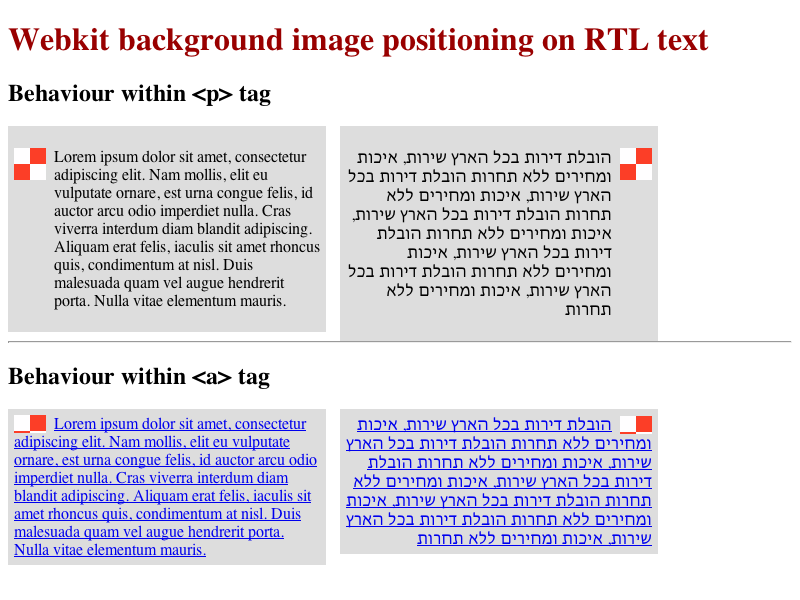 Webkit background image positioning on RTL text
Behaviour within <p> tag
Lorem ipsum dolor sit amet, consectetur
adipiscing elit. Nam mollis, elit eu
vulputate ornare, est urna congue felis, id
auctor arcu odio imperdiet nulla. Cras
viverra interdum diam blandit adipiscing.
Aliquam erat felis, iaculis sit amet rhoncus
quis, condimentum at nisl. Duis
malesuada quam vel augue hendrerit
porta. Nulla vitae elementum mauris.
הובלת דירות בכל הארץ שירות, איכות
ומחירים ללא תחרות הובלת דירות בכל
הארץ שירות, איכות ומחירים ללא
תחרות הובלת דירות בכל הארץ שירות,
איכות ומחירים ללא תחרות הובלת
דירות בכל הארץ שירות, איכות
ומחירים ללא תחרות הובלת דירות בכל
הארץ שירות, איכות ומחירים ללא
תחרות
Behaviour within <a> tag
Lorem ipsum dolor sit amet, consectetur
adipiscing elit. Nam mollis, elit eu vulputate
ornare, est urna congue felis, id auctor arcu odio
imperdiet nulla. Cras viverra interdum diam
blandit adipiscing. Aliquam erat felis, iaculis sit
amet rhoncus quis, condimentum at nisl. Duis
malesuada quam vel augue hendrerit porta.
Nulla vitae elementum mauris.
הובלת דירות בכל הארץ שירות, איכות
ומחירים ללא תחרות הובלת דירות בכל הארץ
שירות, איכות ומחירים ללא תחרות הובלת
דירות בכל הארץ שירות, איכות ומחירים ללא
תחרות הובלת דירות בכל הארץ שירות, איכות
ומחירים ללא תחרות הובלת דירות בכל הארץ
שירות, איכות ומחירים ללא תחרות